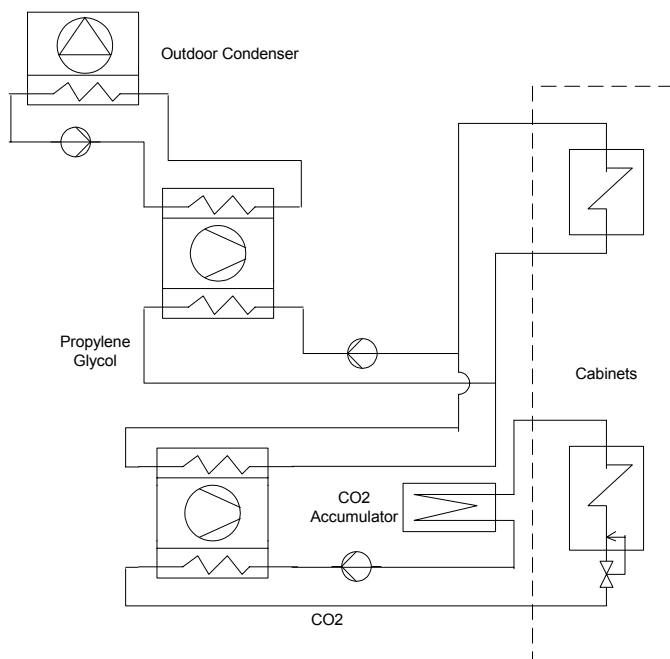 Outdoor Condenser
Propylene
Glycol
Cabinets
CO2
Accumulator
CO2